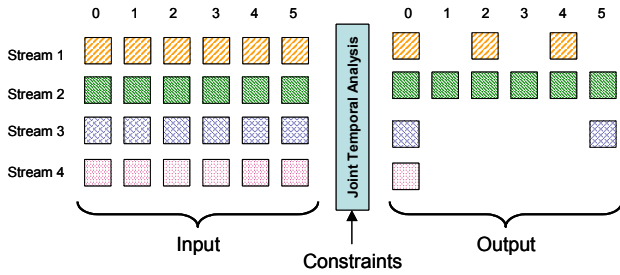 0 1 2 3 4 5
0 1 2 3 4 5
Stream 1
Stream 2
Stream 3
Stream 4
Joint Temporal Analysis
Input
Constraints
Output